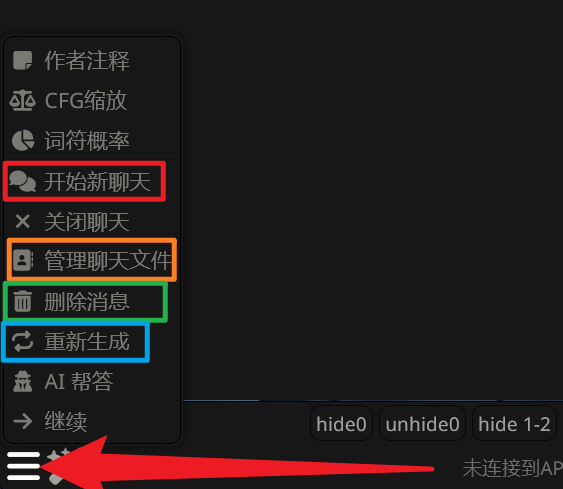 作者注释
CFG缩放
词符概率
开始新聊天
关闭聊天
管理聊天文件
删除消息
重新生成
AI 帮答
继续
hide0 unhide0 hide 1-2
未连接到AP